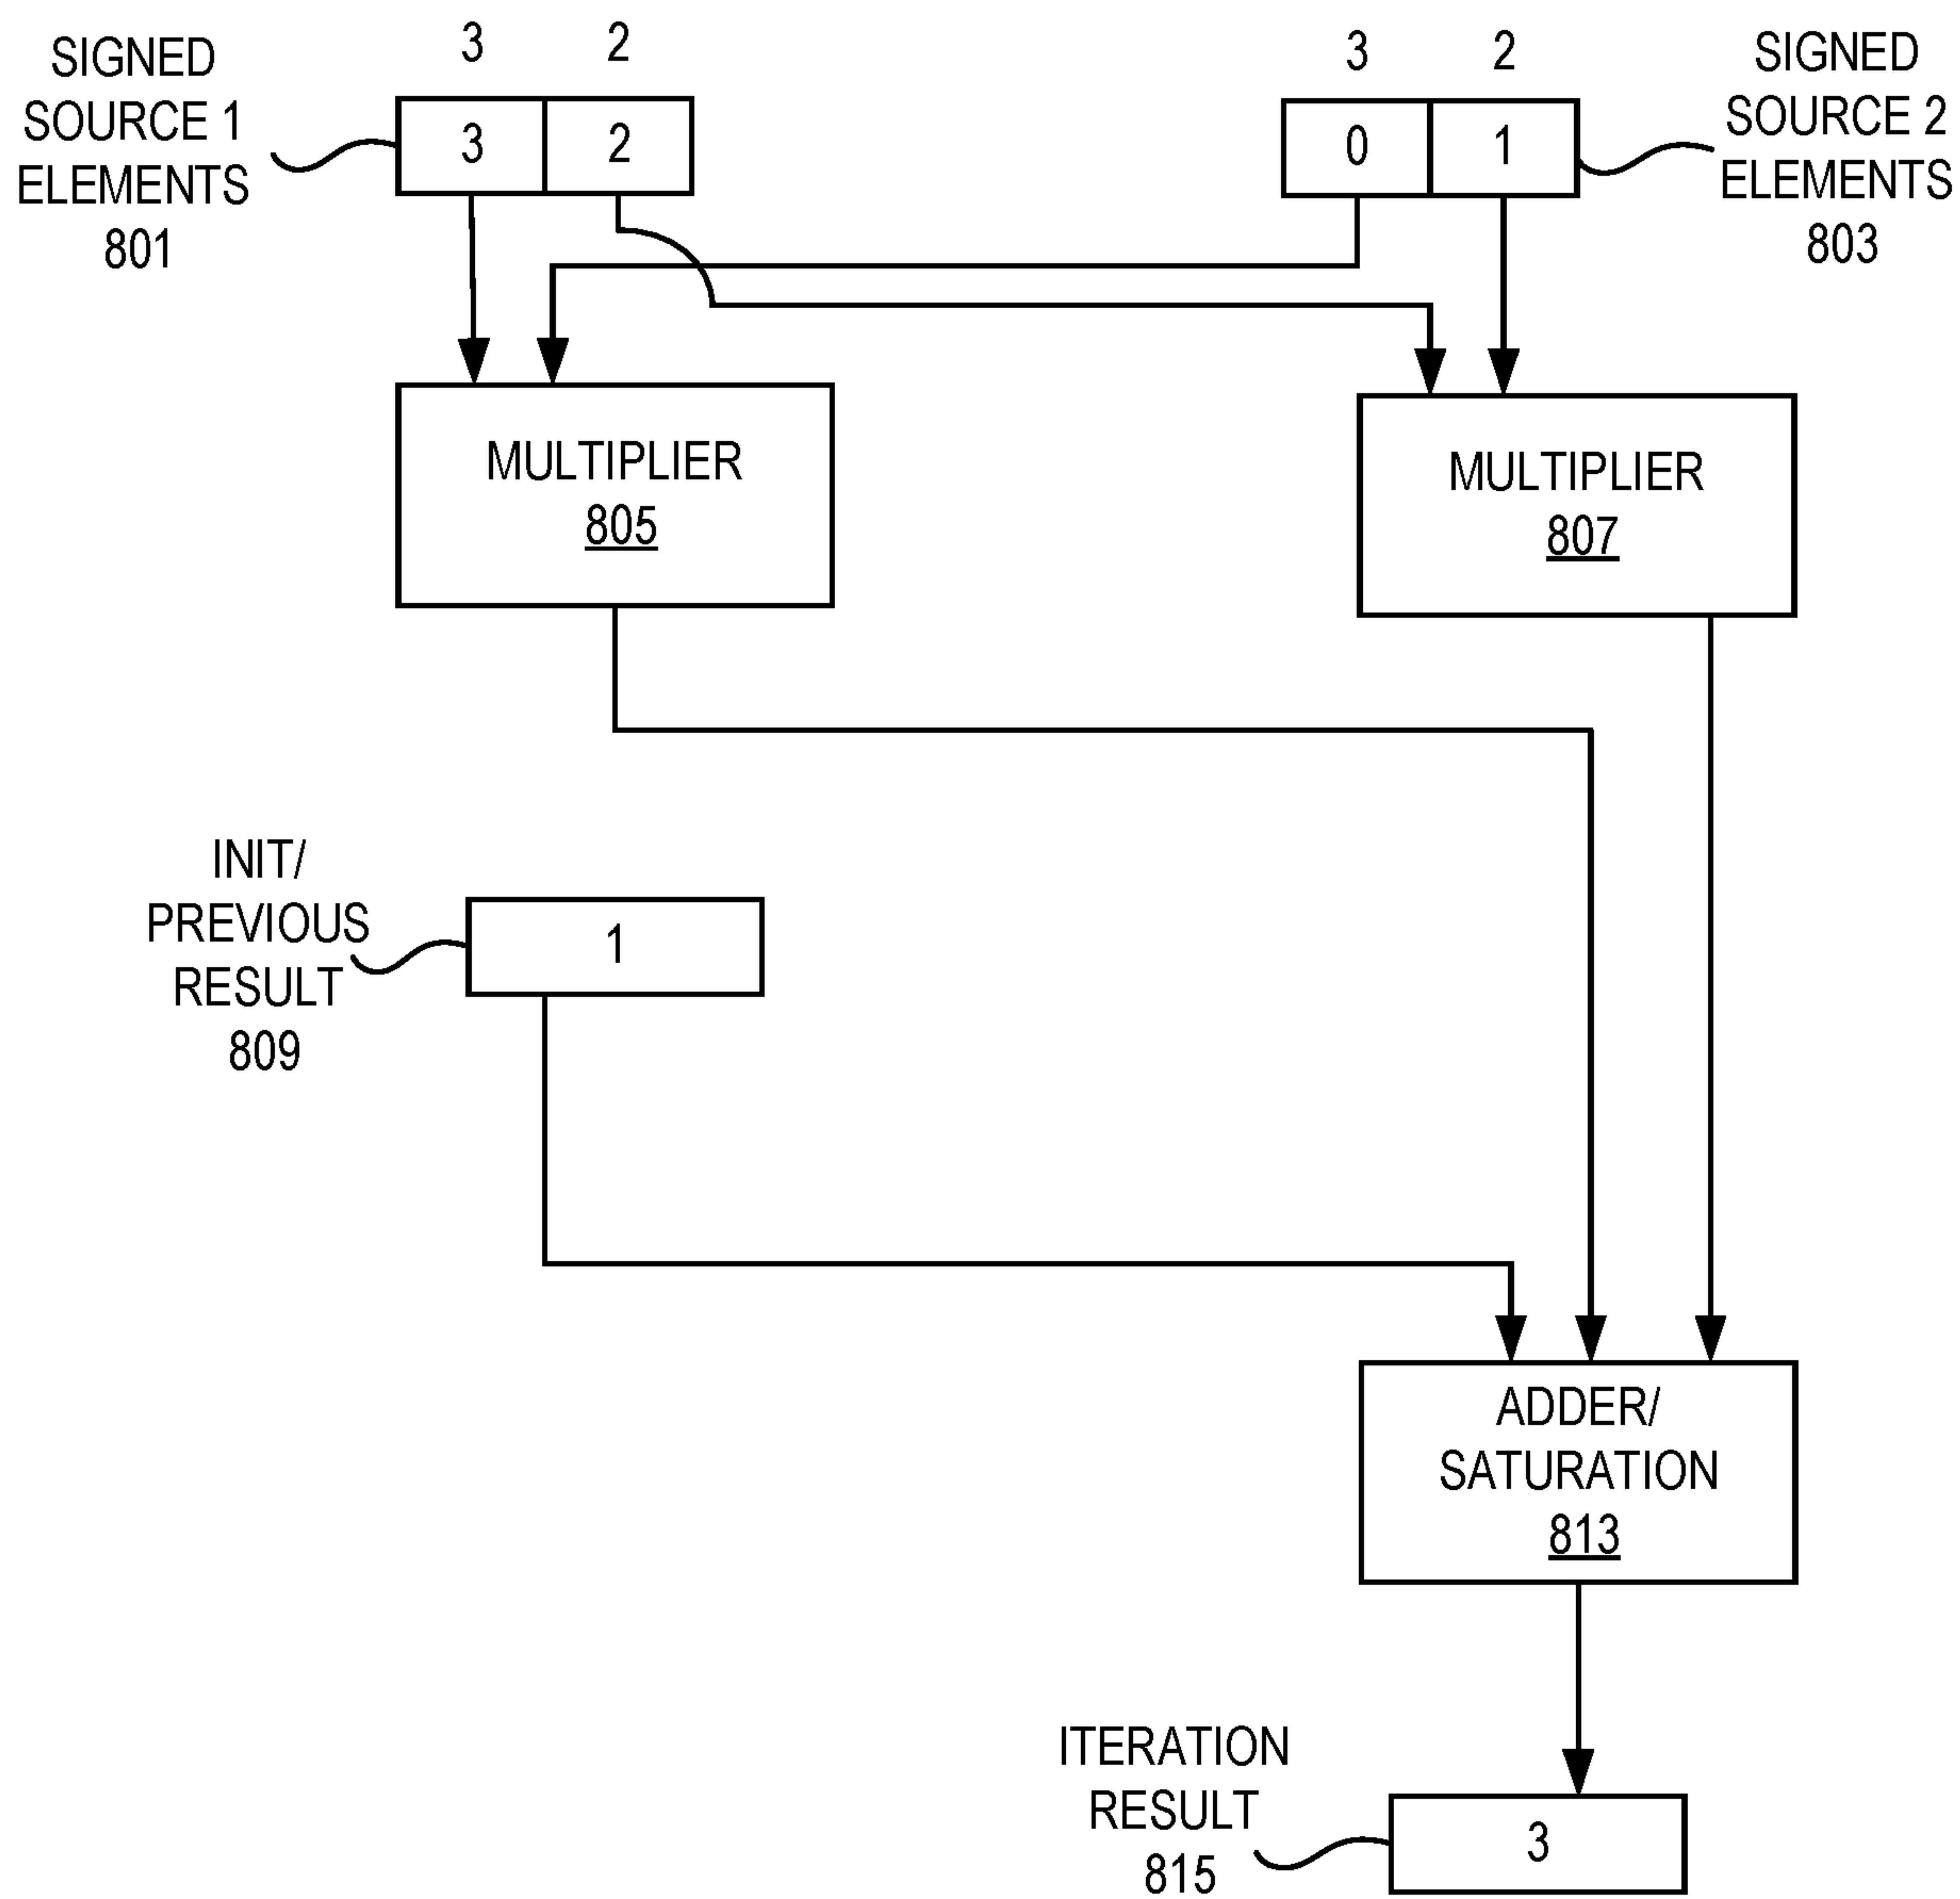 SIGNED
SOURCE 1
ELEMENTS
801
3 2
3 2
3 2
0 1
SIGNED
SOURCE 2
ELEMENTS
803
MULTIPLIER
805
MULTIPLIER
807
INIT/
PREVIOUS
RESULT
809
1
ADDER/
SATURATION
813
ITERATION
RESULT
815
3